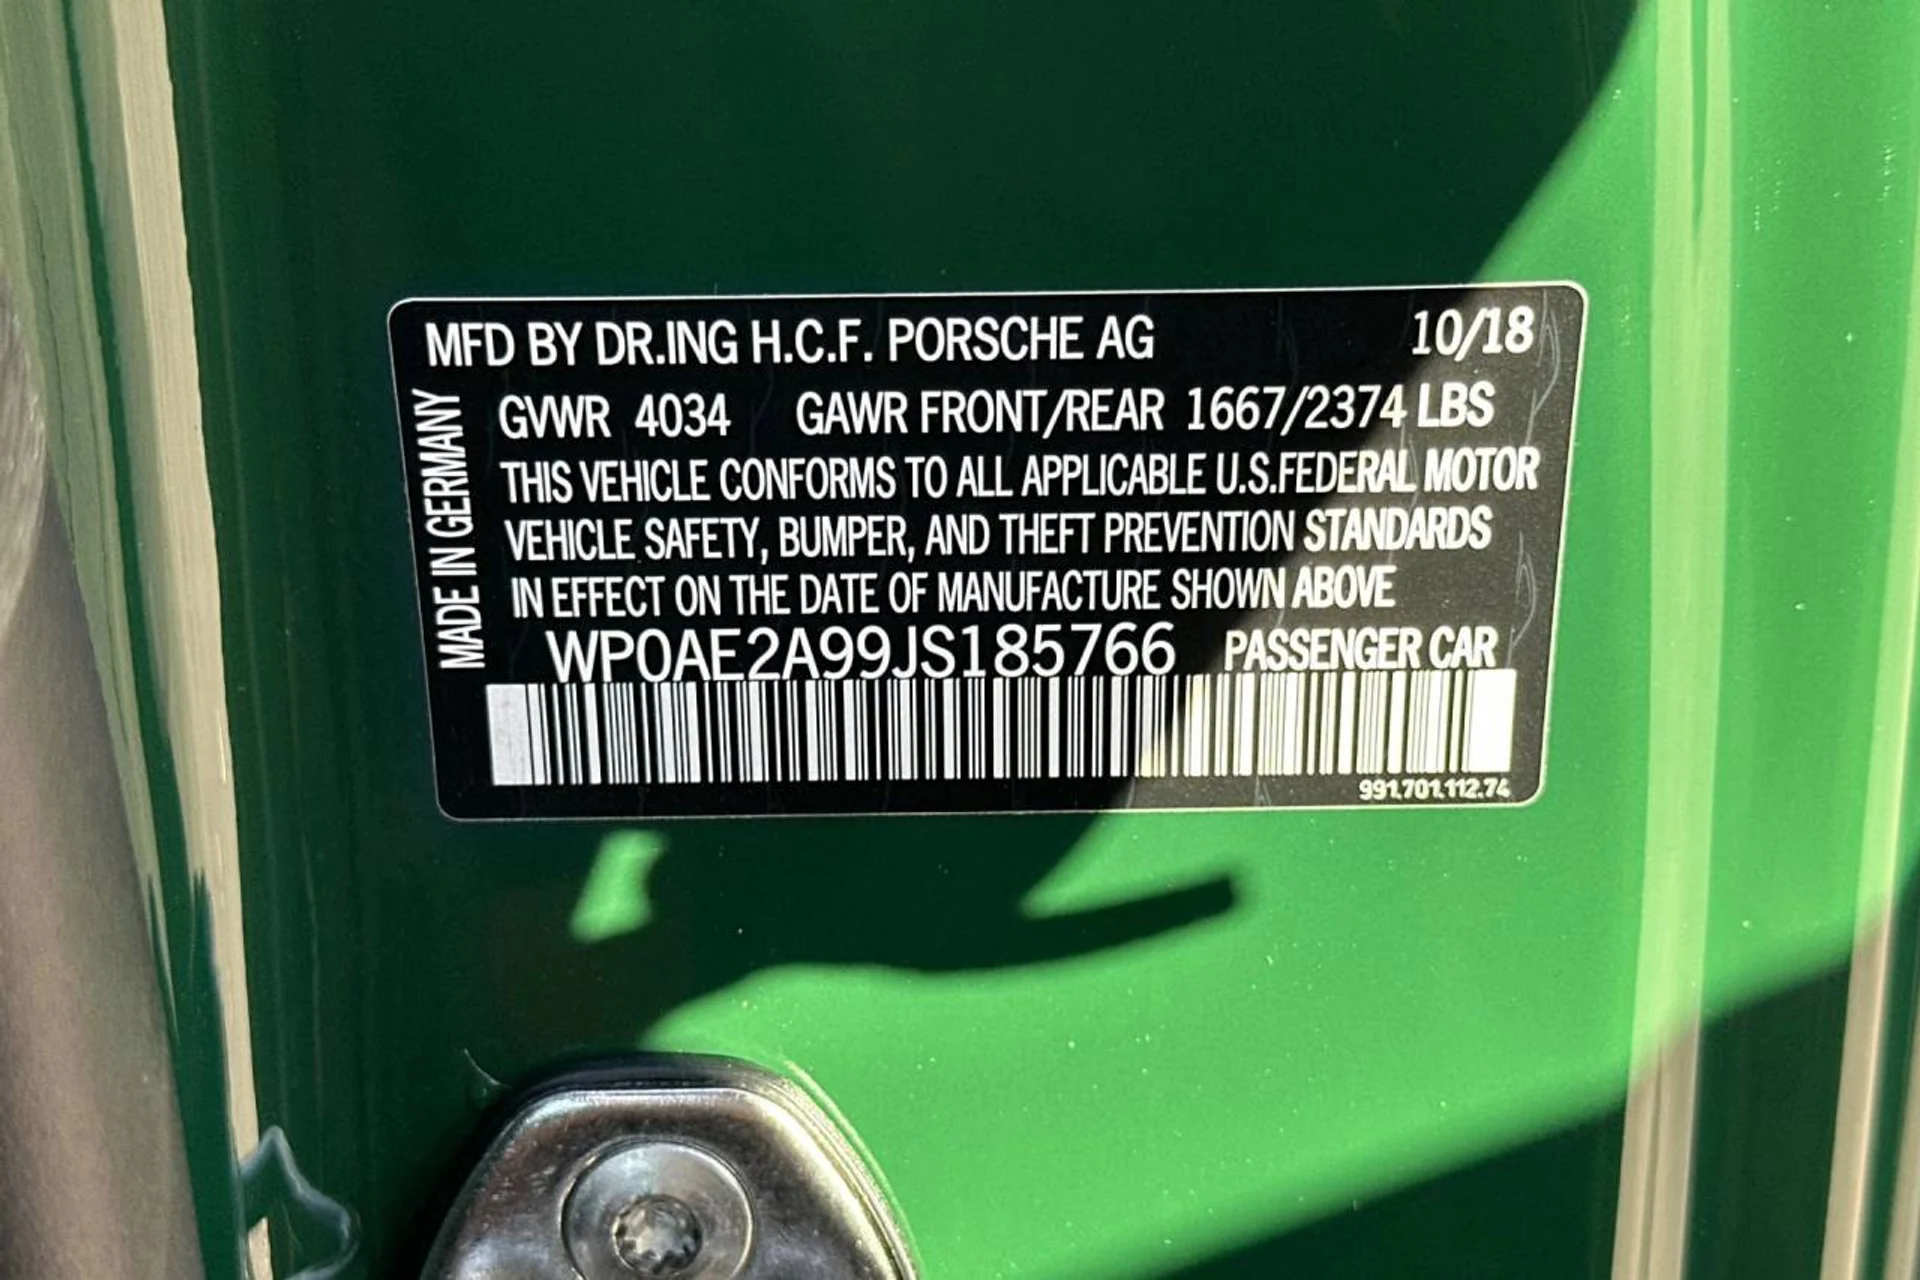 MFD BY DR.ING H.C.F. PORSCHE AG 10/18
MADE IN GERMANY
GVWR 4034 GAWR FRONT/REAR 1667/2374 LBS
THIS VEHICLE CONFORMS TO ALL APPLICABLE U.S.FEDERAL MOTOR
VEHICLE SAFETY, BUMPER, AND THEFT PREVENTION STANDARDS
IN EFFECT ON THE DATE OF MANUFACTURE SHOWN ABOVE
WP0AE2A99JS185766 PASSENGER CAR
991.701.112.74